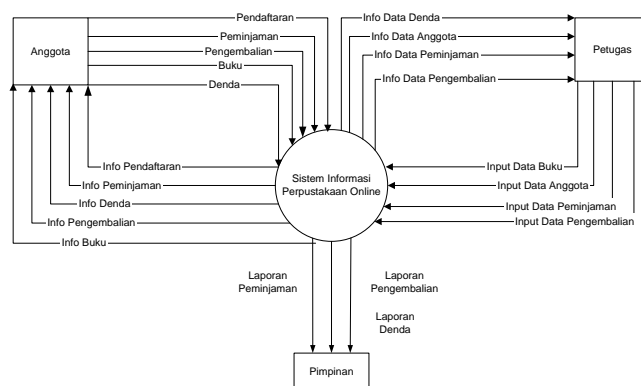 Pendaftaran
Peminjaman
Pengembalian
Buku
Denda
Anggota
Info Data Denda
Info Data Anggota
Info Data Peminjaman
Info Data Pengembalian
Petugas
Sistem Informasi
Perpustakaan Online
Info Pendaftaran
Info Peminjaman
Info Denda
Info Pengembalian
Info Buku
Input Data Buku
Input Data Anggota
Input Data Peminjaman
Input Data Pengembalian
Laporan
Peminjaman
Laporan
Pengembalian
Laporan
Denda
Pimpinan